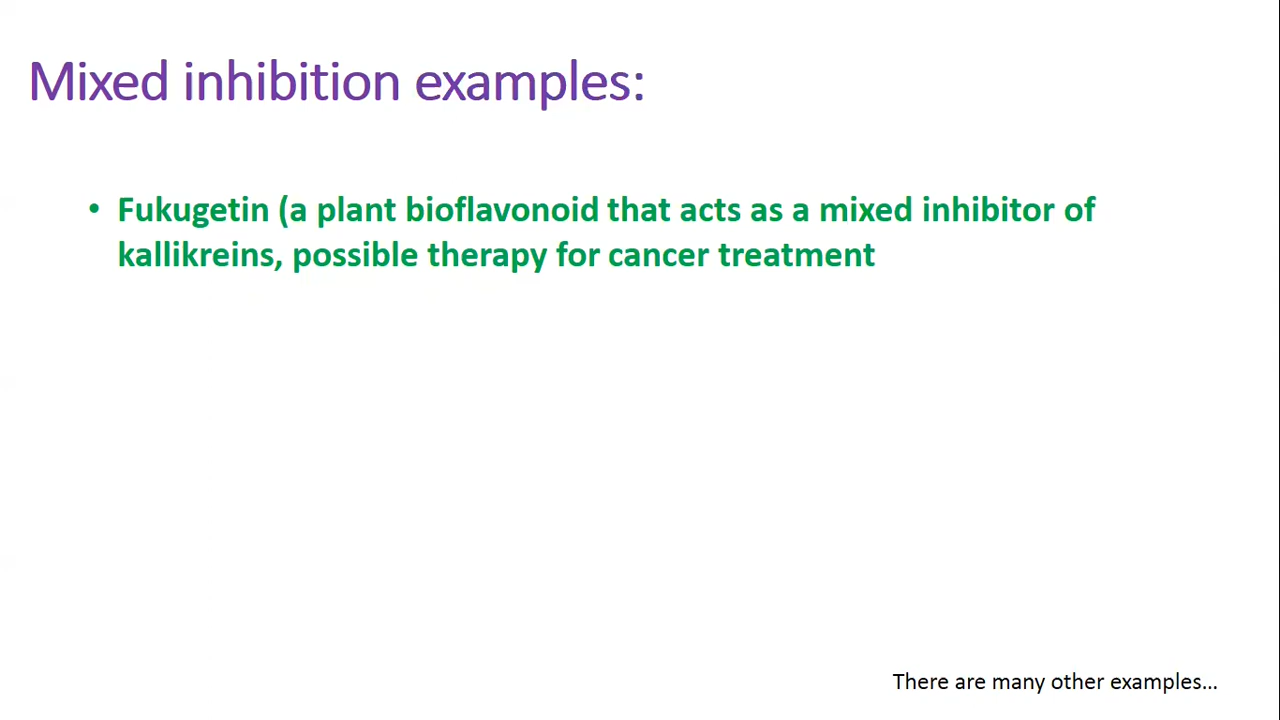 Mixed inhibition examples:
• Fukugetin (a plant bioflavonoid that acts as a mixed inhibitor of
kallikreins, possible therapy for cancer treatment
There are many other examples...